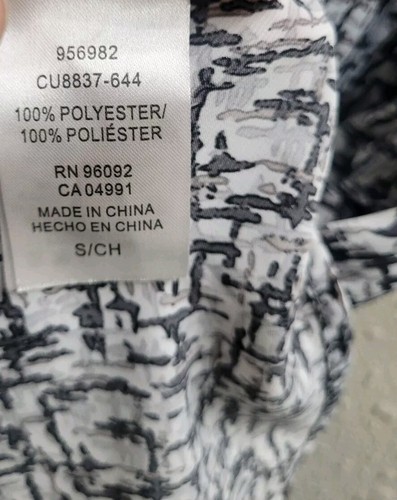 956982
CU8837-644
100% POLYESTER/
100% POLIÉSTER
RN 96092
CA 04991
MADE IN CHINA
HECHO EN CHINA
S/CH